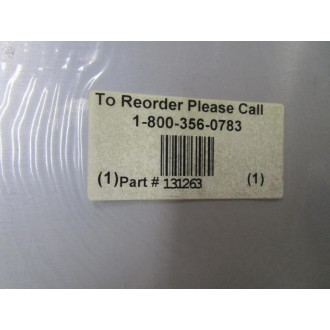 To Reorder Please Call
1-800-356-0783
(1) Part # 131263 (1)